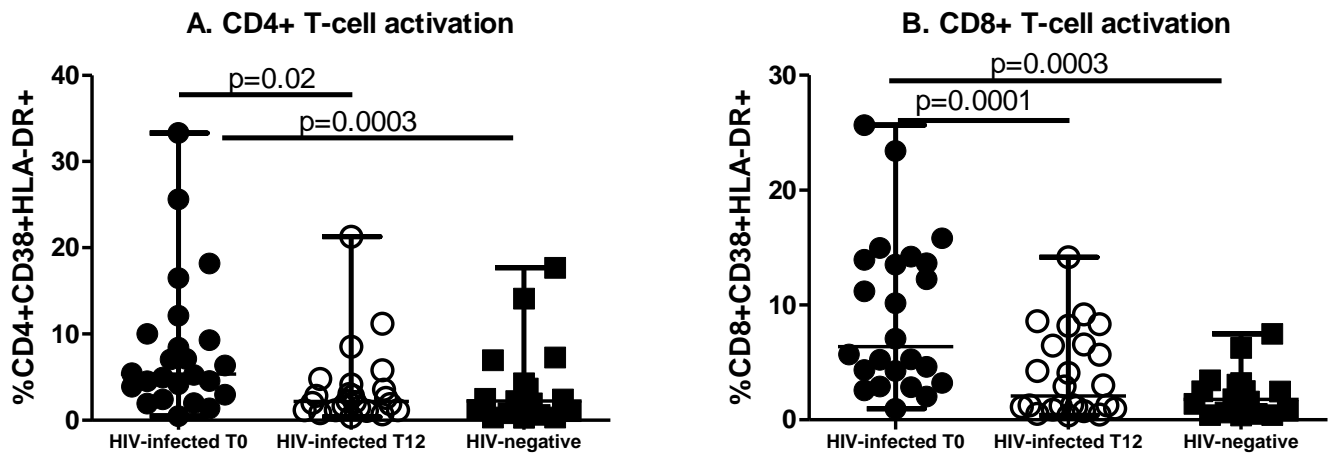 A. CD4+ T-cell activation
%CD4+CD38+HLA-DR+
40
30
20
10
0
p=0.02
p=0.0003
HIV-infected T0
HIV-infected T12
HIV-negative
B. CD8+ T-cell activation
%CD8+CD38+HLA-DR+
30
20
10
0
p=0.0003
p=0.0001
HIV-infected T0
HIV-infected T12
HIV-negative